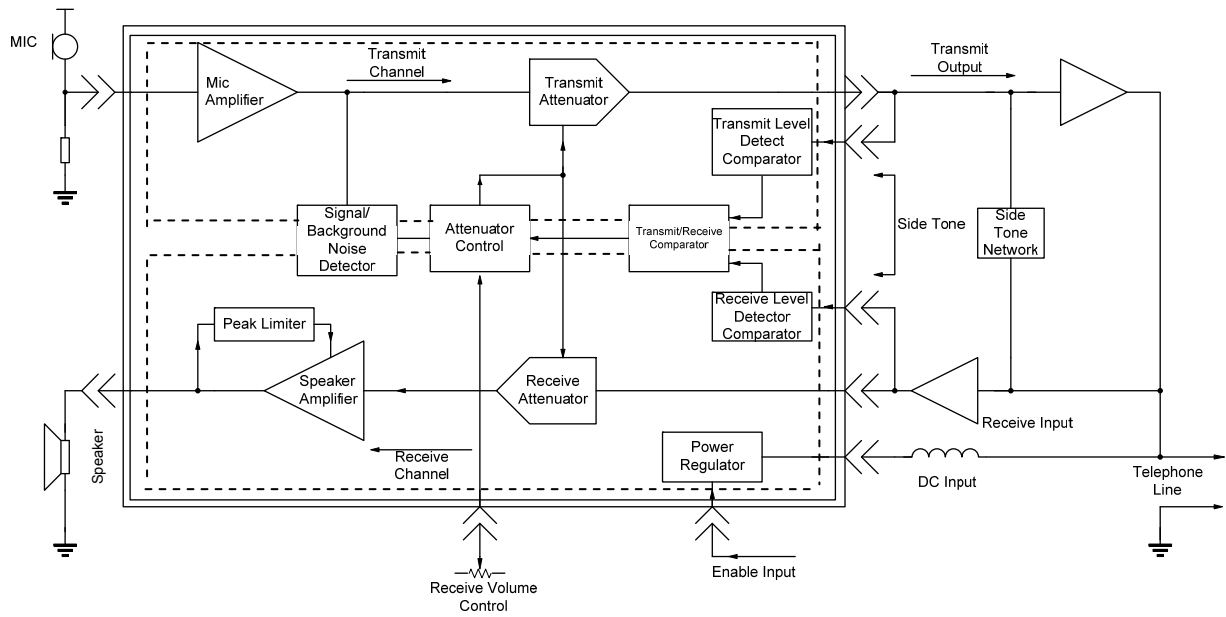 MIC
Mic
Amplifier
Transmit
Channel
Transmit
Attenuator
Transmit
Output
Transmit Level
Detect
Comparator
Signal/
Background
Noise
Detector
Attenuator
Control
Transmit/Receive
Comparator
Side Tone
Side
Tone
Network
Receive Level
Detector
Comparator
Peak Limiter
Speaker
Amplifier
Receive
Attenuator
Receive Input
Speaker
Receive
Channel
Power
Regulator
DC Input
Telephone
Line
Enable Input
Receive Volume
Control